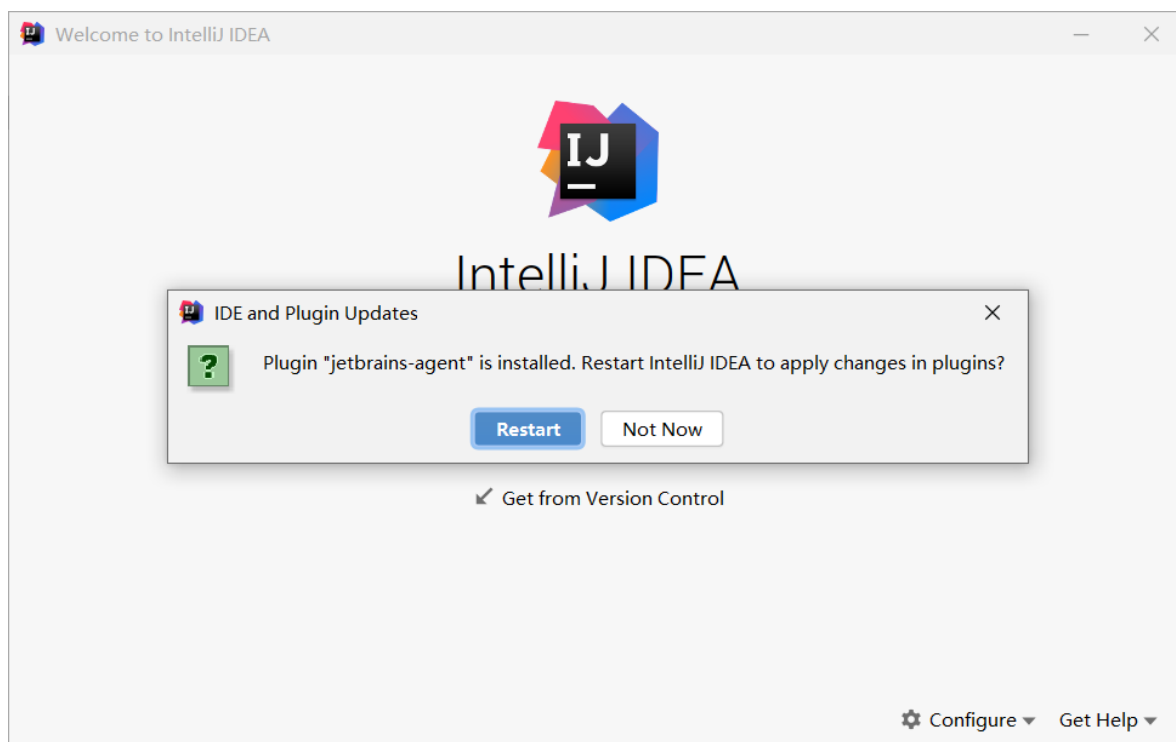 Welcome to IntelliJ IDEA
IJ
IntelliJ IDEA
IDE and Plugin Updates
Plugin "jetbrains-agent" is installed. Restart IntelliJ IDEA to apply changes in plugins?
Restart
Not Now
Get from Version Control
Configure
Get Help